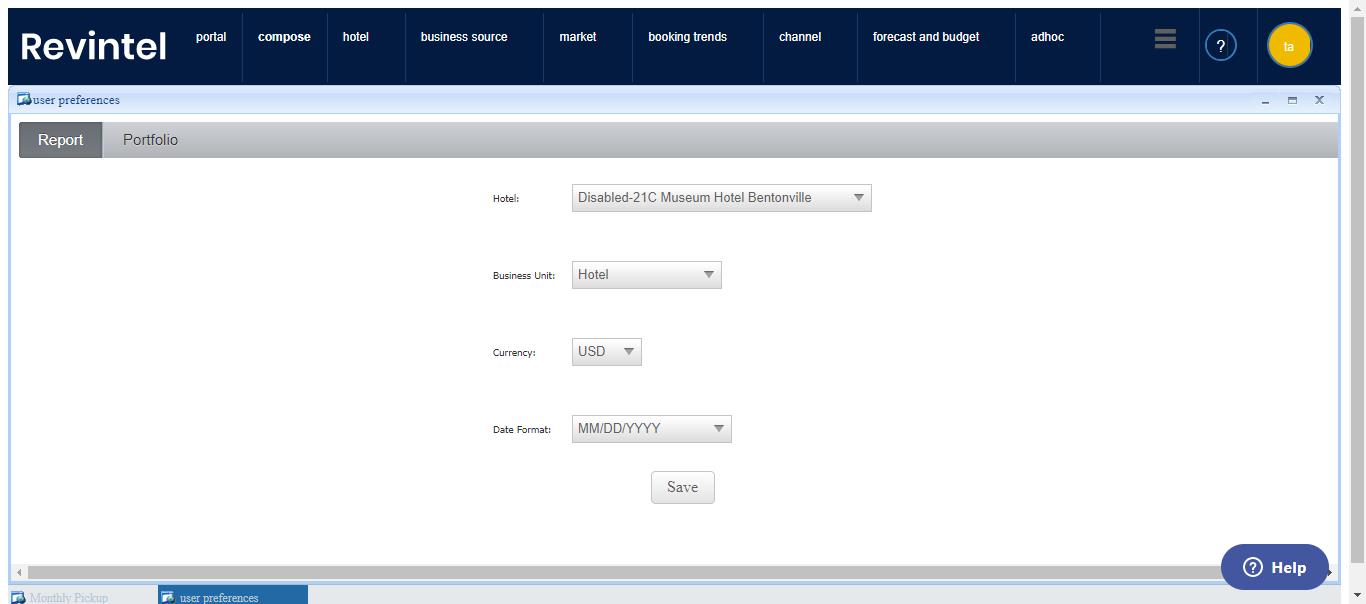 Revintel
portal compose hotel business source market booking trends channel forecast and budget adhoc ? ta
user preferences
Report Portfolio
Hotel: Disabled-21C Museum Hotel Bentonville
Business Unit: Hotel
Currency: USD
Date Format: MM/DD/YYYY
Save
? Help
Monthly Pickup user preferences